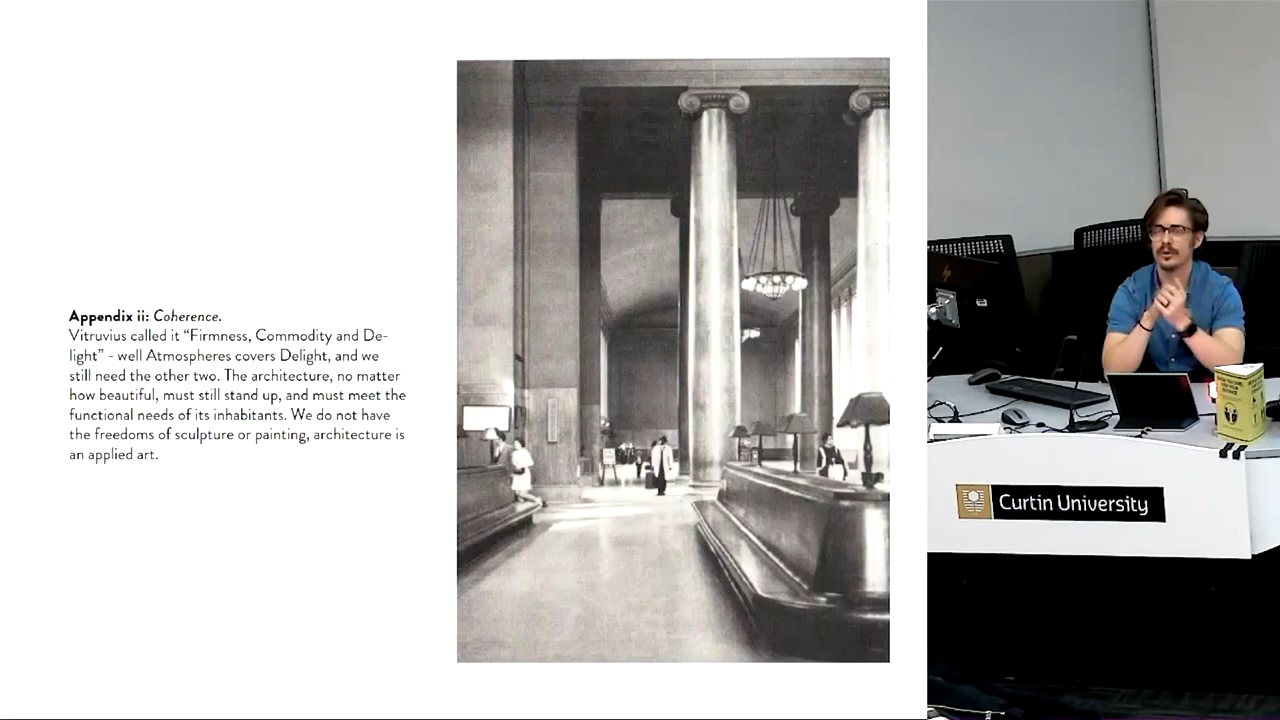 Appendix ii: Coherence.
Vitruvius called it “Firmness, Commodity and De-
light” - well Atmospheres covers Delight, and we
still need the other two. The architecture, no matter
how beautiful, must still stand up, and must meet the
functional needs of its inhabitants. We do not have
the freedoms of sculpture or painting, architecture is
an applied art.
Curtin University